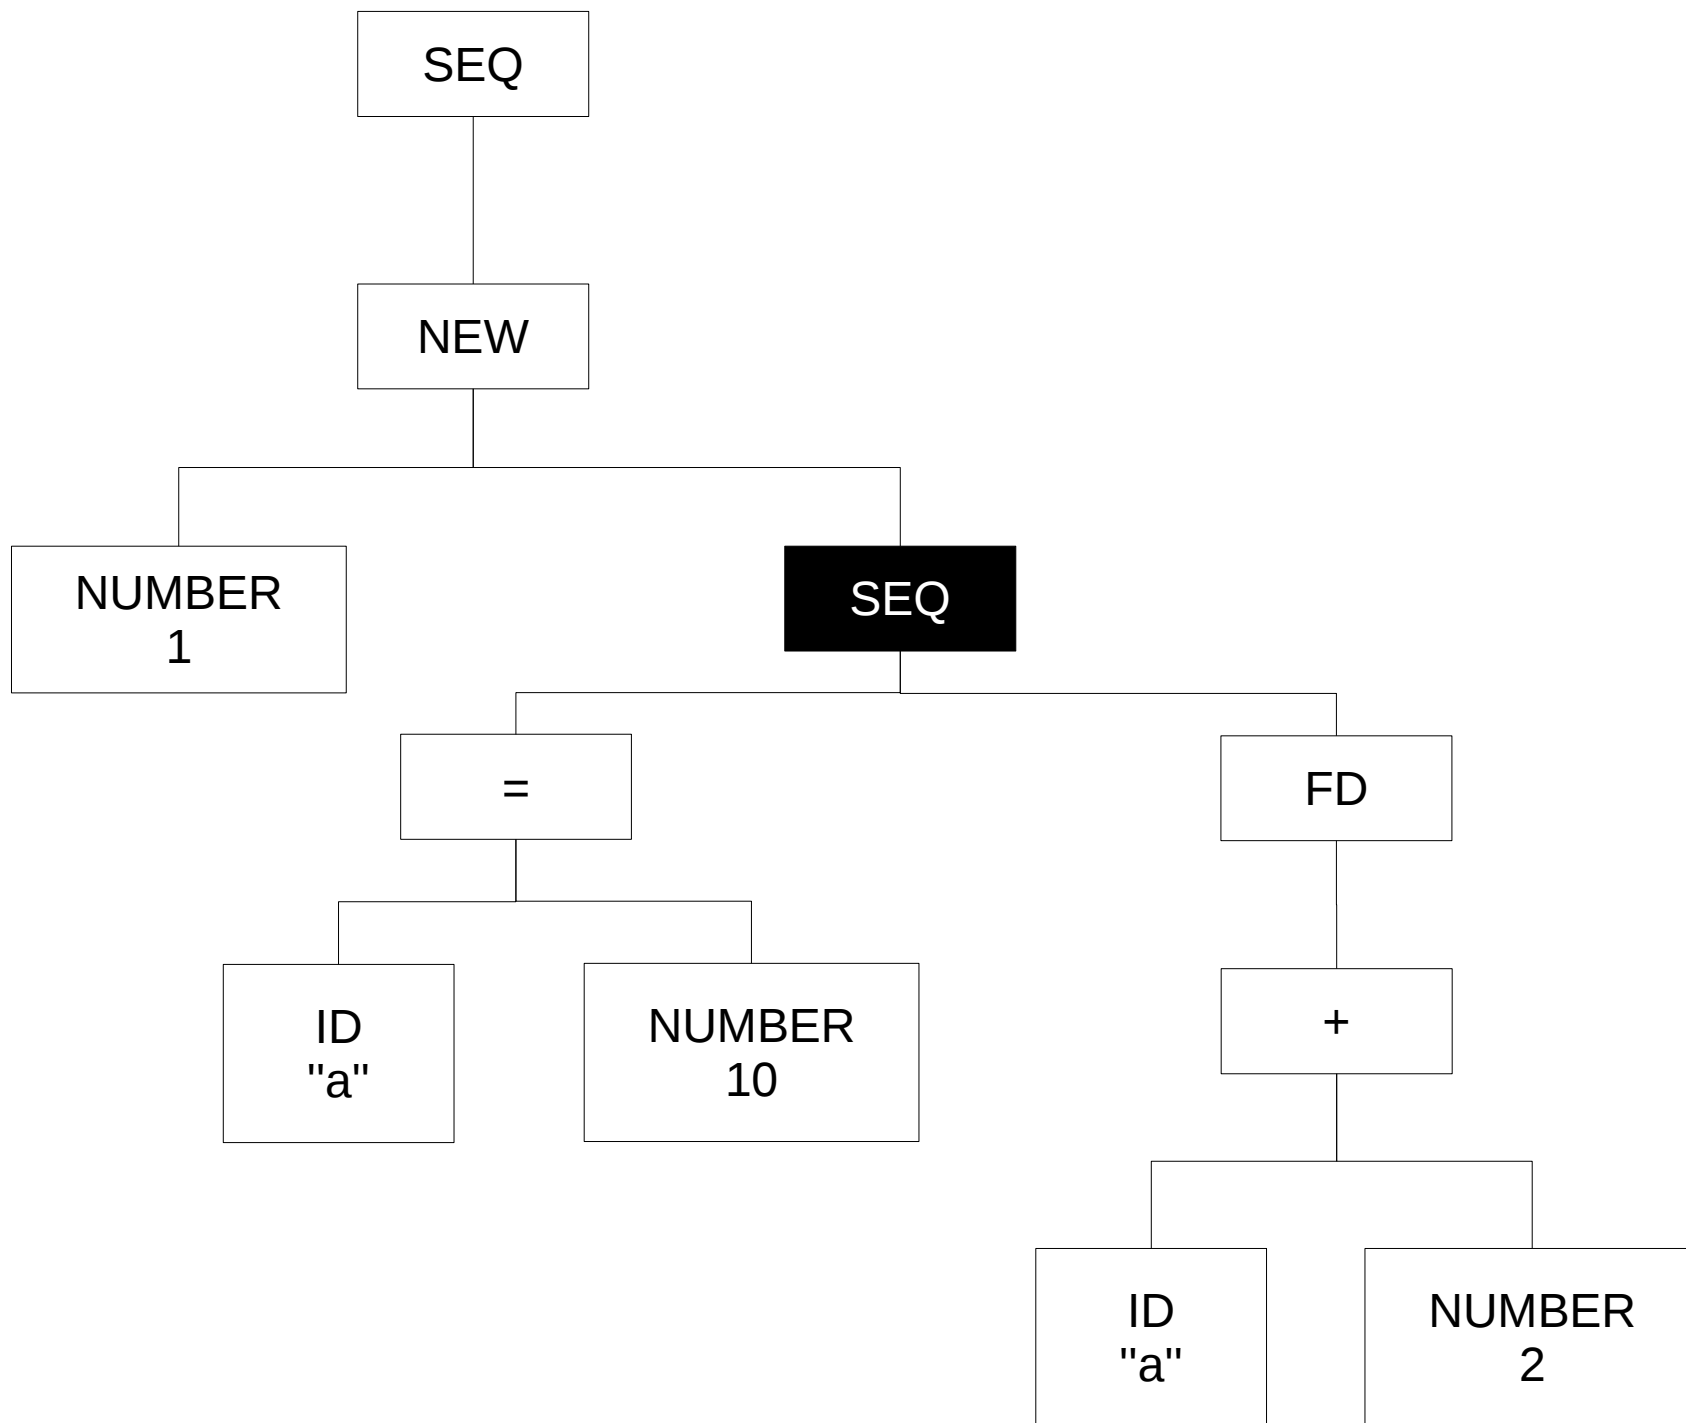 SEQ
NEW
NUMBER
1
SEQ
=
FD
ID
"a"
NUMBER
10
+
ID
"a"
NUMBER
2